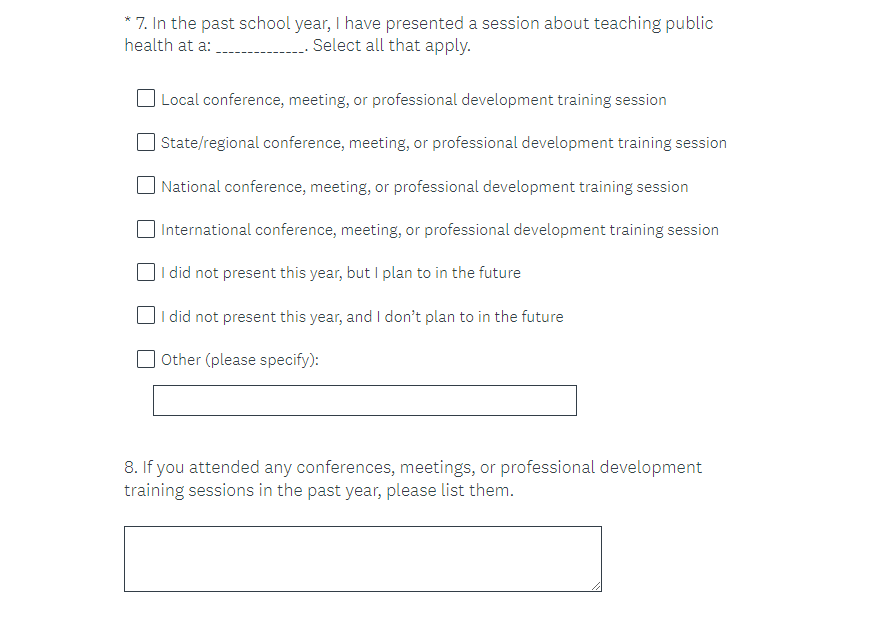 * 7. In the past school year, I have presented a session about teaching public
health at a: ______________. Select all that apply.
Local conference, meeting, or professional development training session
State/regional conference, meeting, or professional development training session
National conference, meeting, or professional development training session
International conference, meeting, or professional development training session
I did not present this year, but I plan to in the future
I did not present this year, and I don’t plan to in the future
Other (please specify):
8. If you attended any conferences, meetings, or professional development
training sessions in the past year, please list them.